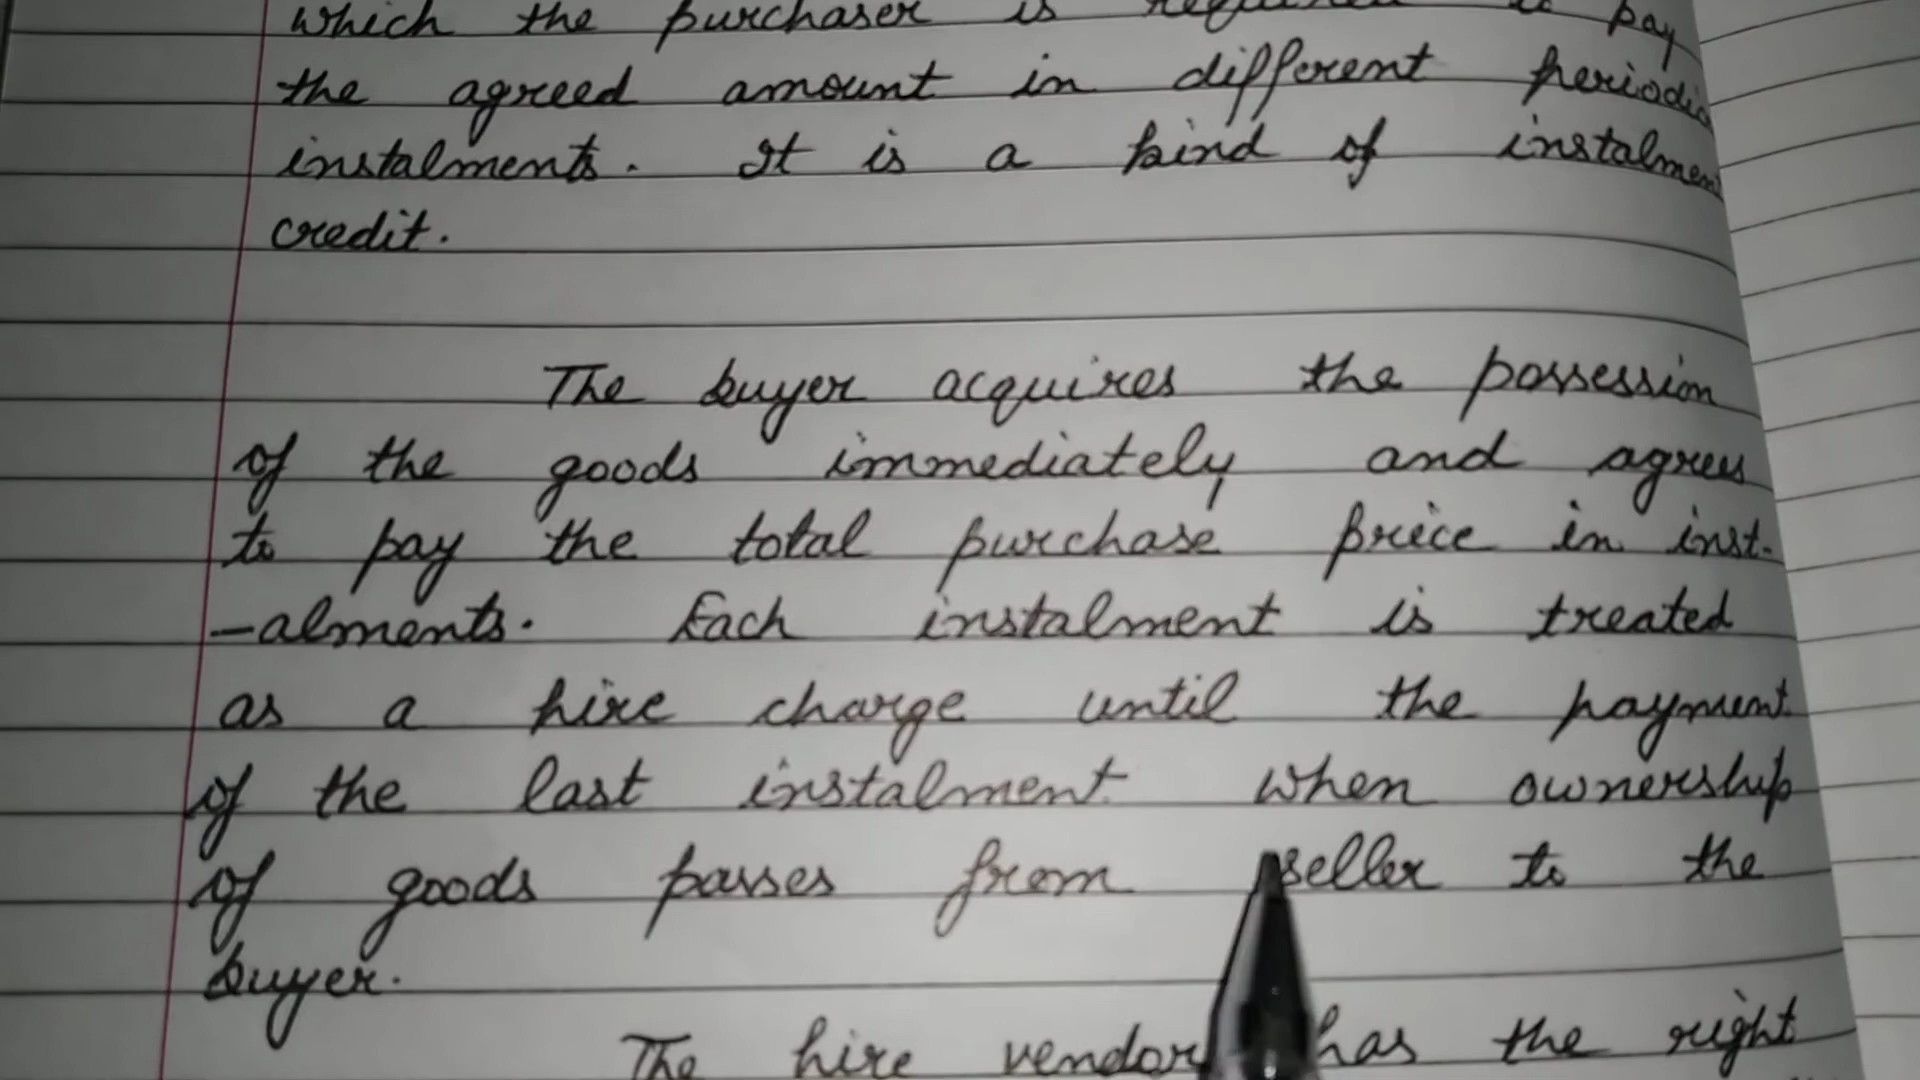 which the purchaser is required to pay
the agreed amount in different periodic
instalments. It is a kind of instalment
credit.
The buyer acquires the possession
of the goods immediately and agrees
to pay the total purchase price in inst-
-alments. Each instalment is treated
as a hire charge until the payment
of the last instalment when ownership
of goods passes from seller to the
buyer.
The hire vendor has the right